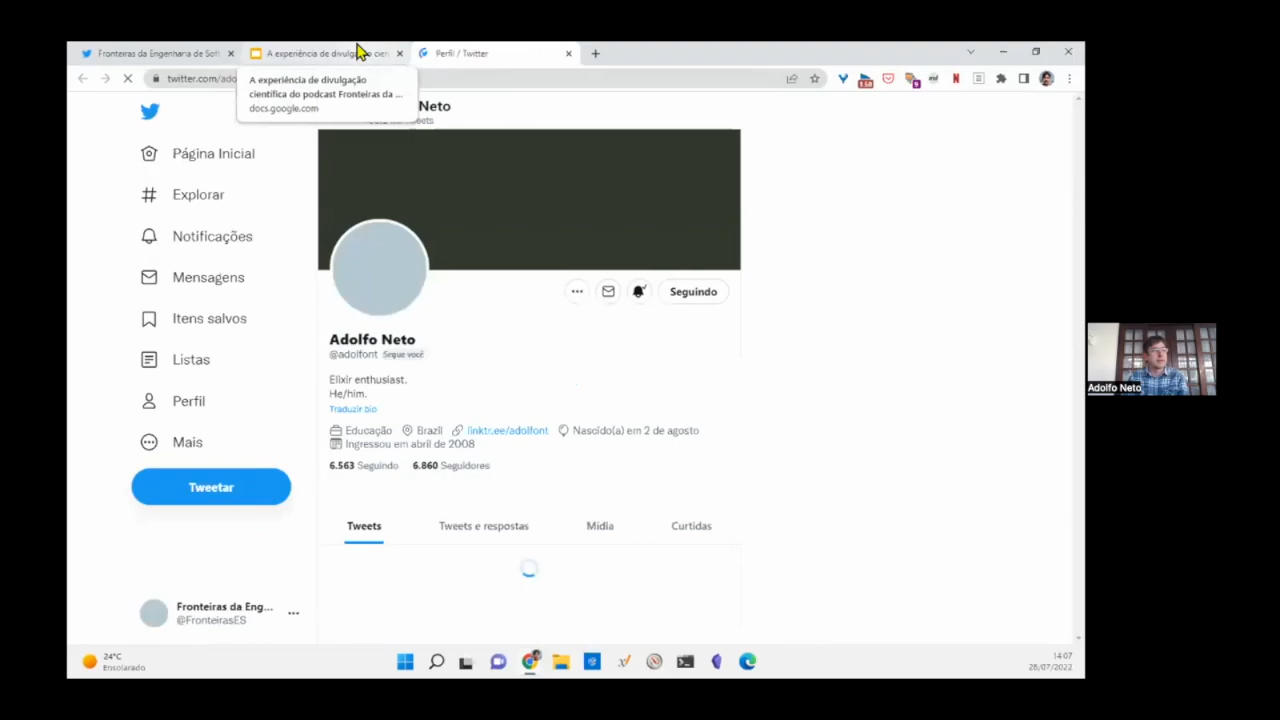 Fronteiras da Engenharia de Soft
A experiência de divulgação cien
Perfil / Twitter
twitter.com/ado
A experiência de divulgação
científica do podcast Fronteiras da ...
docs.google.com
Neto
Tweets
Página Inicial
Explorar
Notificações
Mensagens
Itens salvos
Listas
Perfil
Mais
Tweetar
Fronteiras da Eng...
@FronteirasES
Seguindo
Adolfo Neto
@adolfont Segue você
Elixir enthusiast.
He/him.
Traduzir bio
Educação Brazil linktr.ee/adolfont Nascido(a) em 2 de agosto
Ingressou em abril de 2008
6.563 Seguindo 6.860 Seguidores
Tweets Tweets e respostas Mídia Curtidas
Adolfo Neto
24°C
Ensolarado
14:07
28/07/2022